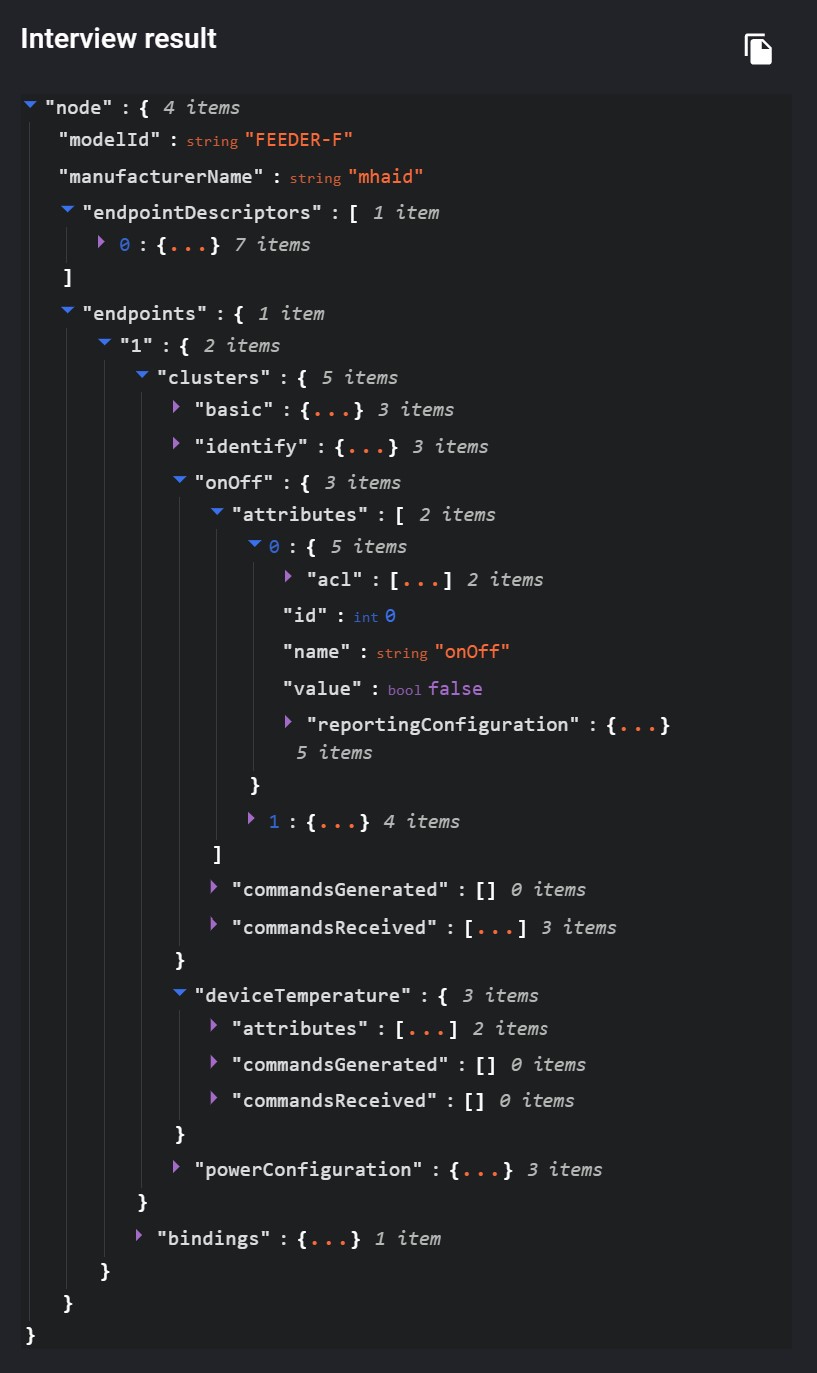 Interview result
"node" : { 4 items
"modelId" : string "FEEDER-F"
"manufacturerName" : string "mhaid"
"endpointDescriptors" : [ 1 item
0 : {...} 7 items
]
"endpoints" : { 1 item
"1" : { 2 items
"clusters" : { 5 items
"basic" : {...} 3 items
"identify" : {...} 3 items
"onOff" : { 3 items
"attributes" : [ 2 items
0 : { 5 items
"acl" : [...] 2 items
"id" : int 0
"name" : string "onOff"
"value" : bool false
"reportingConfiguration" : {...}
5 items
}
1 : {...} 4 items
]
"commandsGenerated" : [] 0 items
"commandsReceived" : [...] 3 items
}
"deviceTemperature" : { 3 items
"attributes" : [...] 2 items
"commandsGenerated" : [] 0 items
"commandsReceived" : [] 0 items
}
"powerConfiguration" : {...} 3 items
}
"bindings" : {...} 1 item
}
}
}